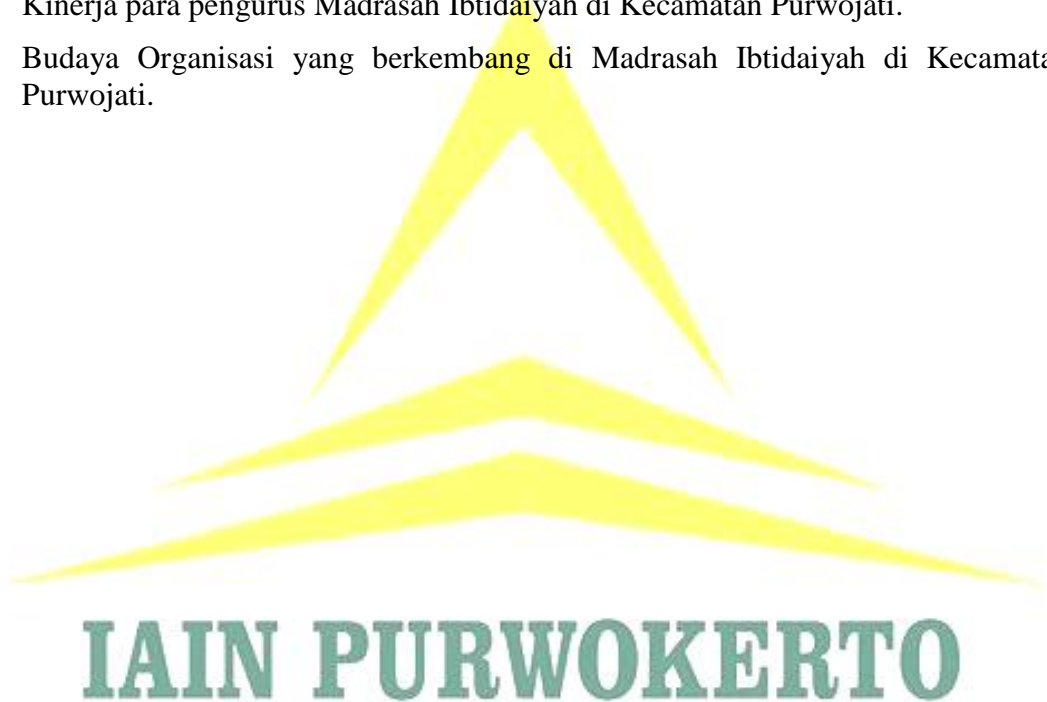 Kinerja para pengurus Madrasah Ibtidaiyah di Kecamatan Purwojati.
Budaya Organisasi yang berkembang di Madrasah Ibtidaiyah di Kecamata
Purwojati.
IAIN PURWOKERTO